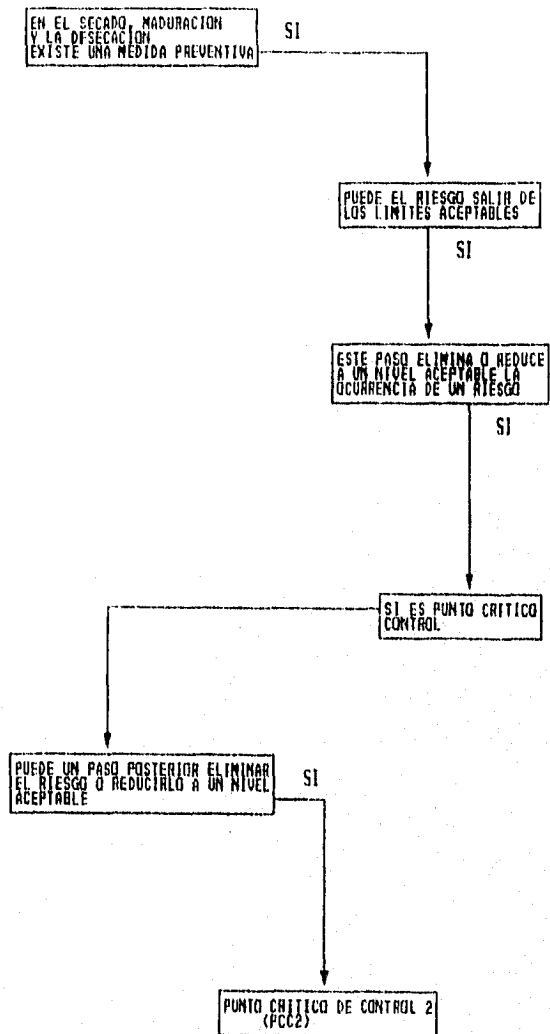 EN EL SECADO, MADURACION
Y LA DESECACION
EXISTE UNA MEDIDA PREVENTIVA
SI
PUEDE EL RIESGO SALIR DE
LOS LIMITES ACEPTABLES
SI
ESTE PASO ELIMINA O REDUCE
A UN NIVEL ACEPTABLE LA
OCURRENCIA DE UN RIESGO
SI
SI ES PUNTO CRITICO
CONTROL
PUEDE UN PASO POSTERIOR ELIMINAR
EL RIESGO O REDUCIRLO A UN NIVEL
ACEPTABLE
SI
PUNTO CRITICO DE CONTROL 2
(PCC2)